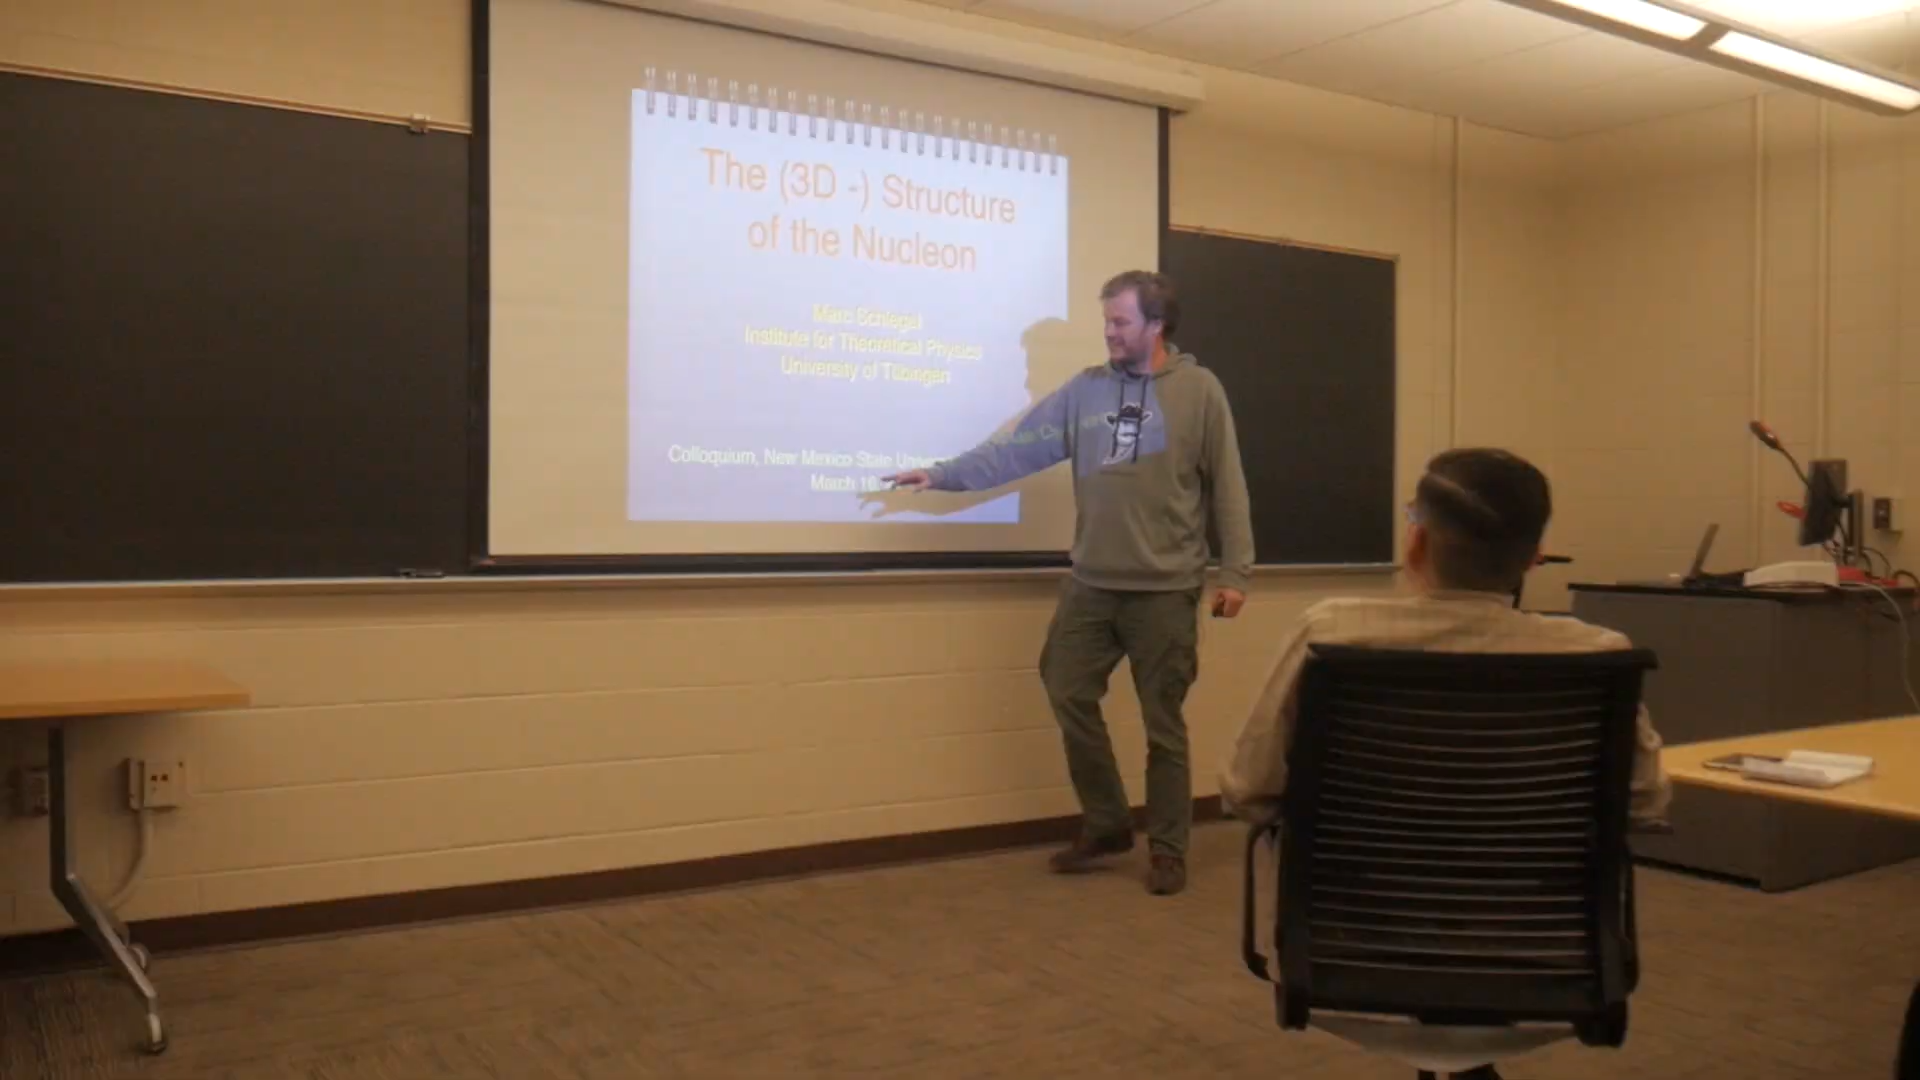 The (3D -) Structure
of the Nucleon
Marc Schlegel
Institute for Theoretical Physics
University of Tübingen
Colloquium, New Mexico State
March